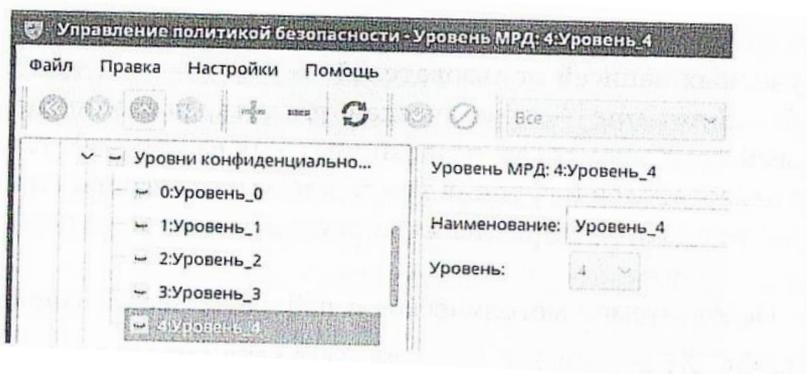 Управление политикой безопасности - Уровень МРД: 4:Уровень_4
Файл Правка Настройки Помощь
Все
Уровни конфиденциально...
0:Уровень_0
1:Уровень_1
2:Уровень_2
3:Уровень_3
4:Уровень_4
Уровень МРД: 4:Уровень_4
Наименование: Уровень_4
Уровень: 4